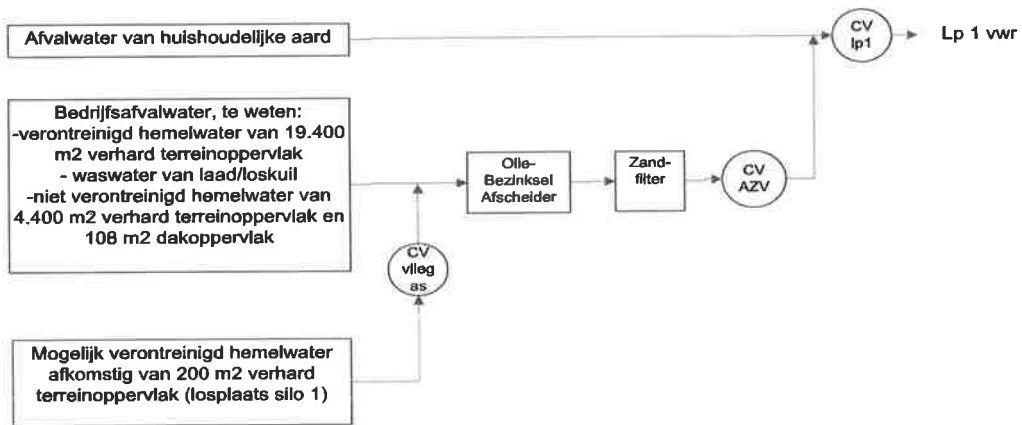 Afvalwater van huishoudelijke aard
CV
lp1
Lp 1 vwr
Bedrijfsafvalwater, te weten:
-verontreinigd hemelwater van 19.400
m2 verhard terreinoppervlak
- waswater van laad/loskuil
-niet verontreinigd hemelwater van
4.400 m2 verhard terreinoppervlak en
108 m2 dakoppervlak
Olie-
Bezinksel
Afscheider
Zand-
filter
CV
AZV
CV
vlieg
as
Mogelijk verontreinigd hemelwater
afkomstig van 200 m2 verhard
terreinoppervlak (losplaats silo 1)